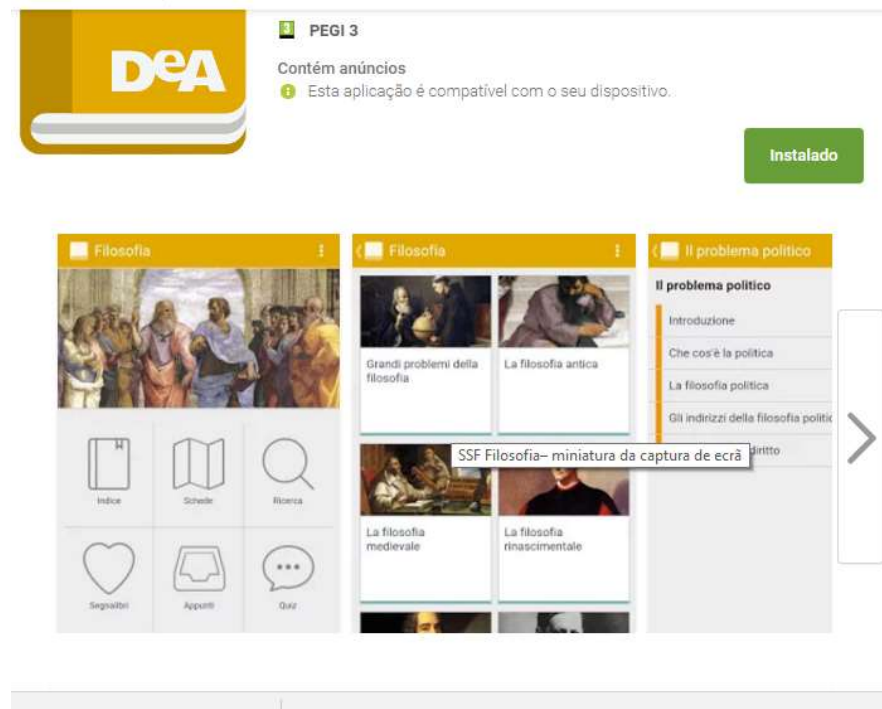 DeA
3 PEGI 3
Contém anúncios
Esta aplicação é compatível com o seu dispositivo.
Instalado
Filosofia
Indice
Schede
Ricerca
Segnalibri
Appunti
Quiz
Filosofia
Grandi problemi della
filosofia
La filosofia antica
La filosofia
medievale
La filosofia
rinascimentale
SSF Filosofia– miniatura da captura de ecrã
Il problema politico
Il problema politico
Introduzione
Che cos'è la politica
La filosofia politica
Gli indirizzi della filosofia politic
diritto